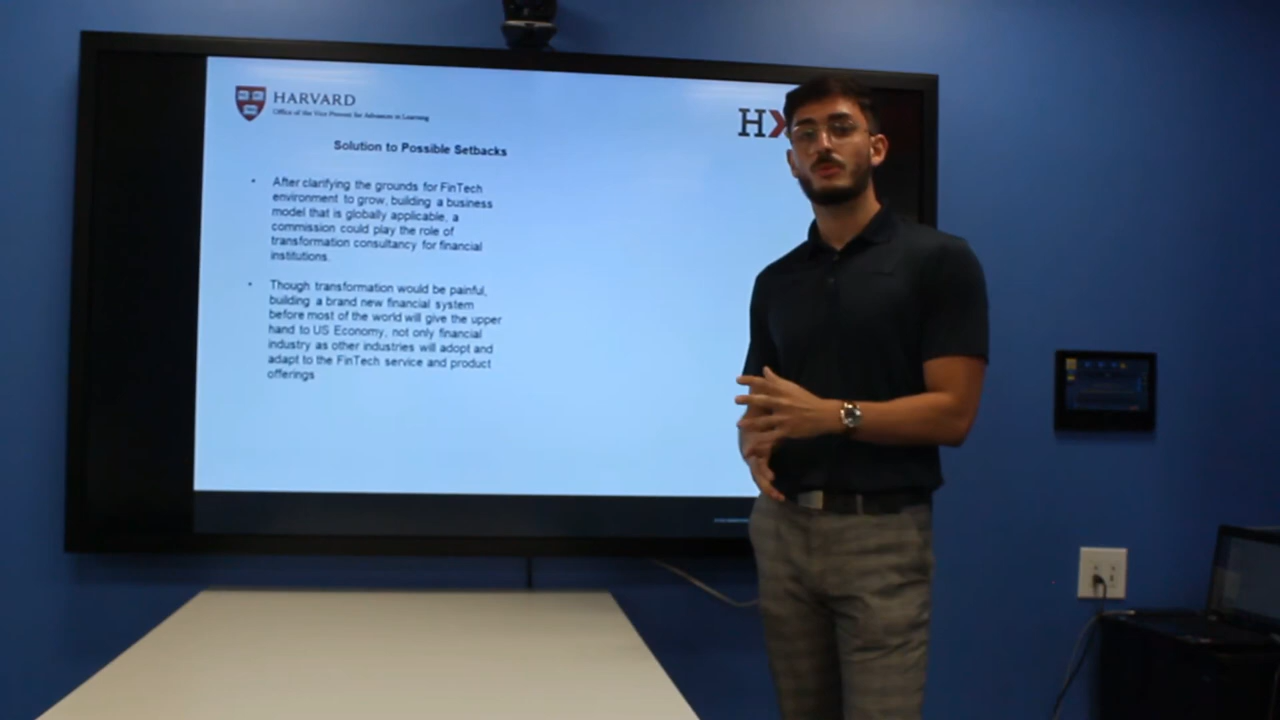 HARVARD
Office of the Vice Provost for Advances in Learning
HX
Solution to Possible Setbacks
• After clarifying the grounds for FinTech
environment to grow, building a business
model that is globally applicable, a
commission could play the role of
transformation consultancy for financial
institutions.
• Though transformation would be painful,
building a brand new financial system
before most of the world will give the upper
hand to US Economy, not only financial
industry as other industries will adopt and
adapt to the FinTech service and product
offerings